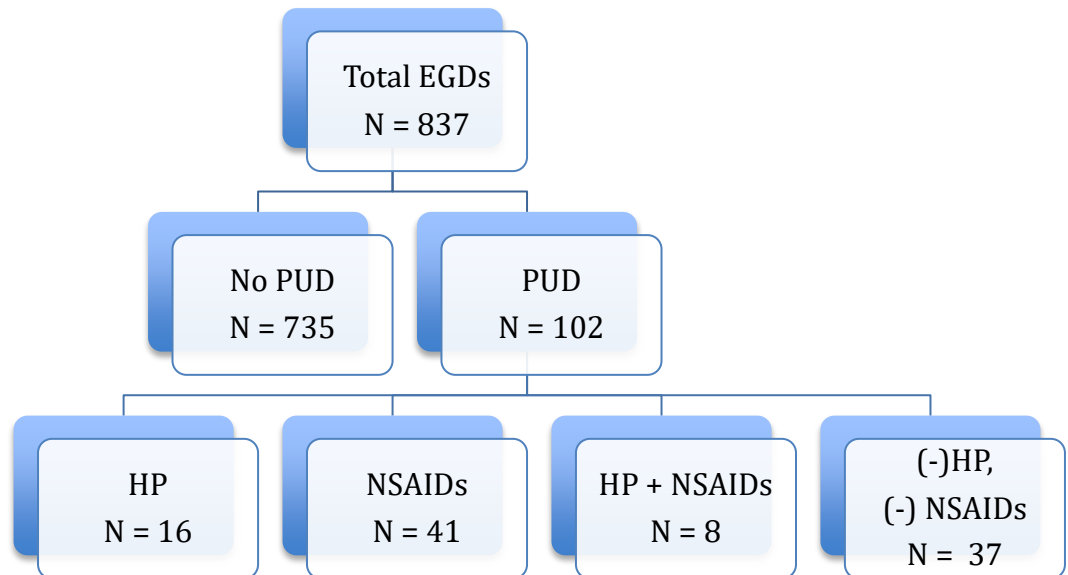 Total EGDs
N = 837
No PUD
N = 735
PUD
N = 102
HP
N = 16
NSAIDs
N = 41
HP + NSAIDs
N = 8
(-)HP,
(-) NSAIDs
N = 37